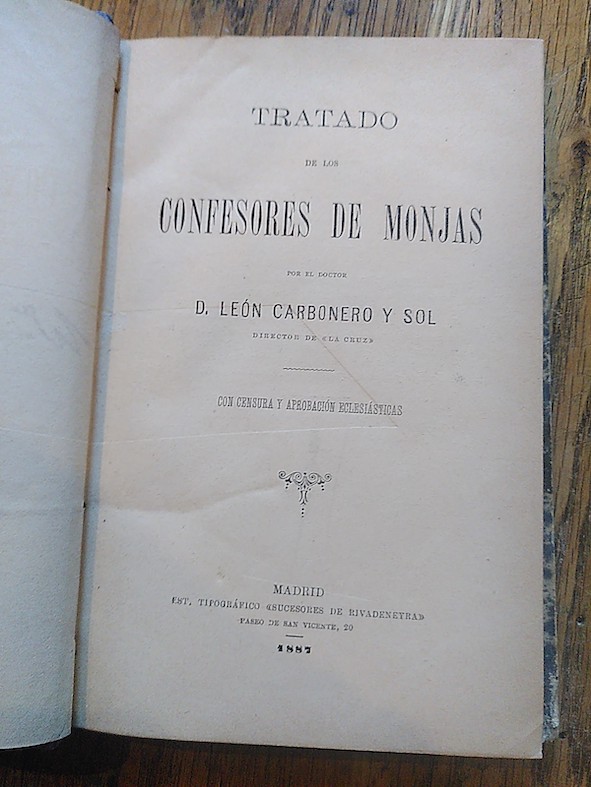 TRATADO
DE LOS
CONFESORES DE MONJAS
POR EL DOCTOR
D. LEÓN CARBONERO Y SOL
DIRECTOR DE «LA CRUZ»
CON CENSURA Y APROBACIÓN ECLESIÁSTICAS
MADRID
EST. TIPOGRÁFICO «SUCESORES DE RIVADENEYRA»
PASEO DE SAN VICENTE, 20
1887